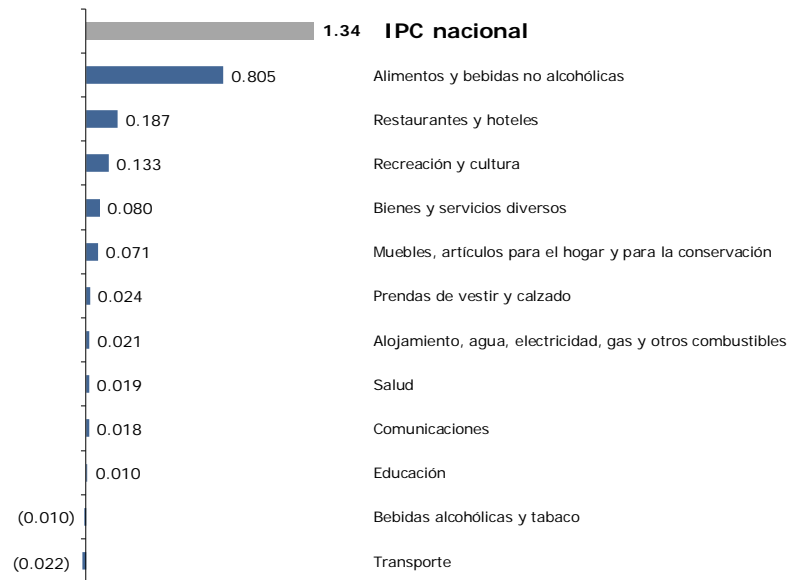 1.34 IPC nacional
0.805 Alimentos y bebidas no alcohólicas
0.187 Restaurantes y hoteles
0.133 Recreación y cultura
0.080 Bienes y servicios diversos
0.071 Muebles, artículos para el hogar y para la conservación
0.024 Prendas de vestir y calzado
0.021 Alojamiento, agua, electricidad, gas y otros combustibles
0.019 Salud
0.018 Comunicaciones
0.010 Educación
(0.010) Bebidas alcohólicas y tabaco
(0.022) Transporte